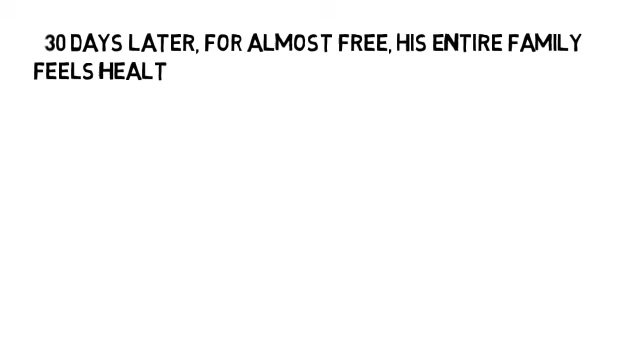 30 DAYS LATER, FOR ALMOST FREE, HIS ENTIRE FAMILY
FEELS HEALT